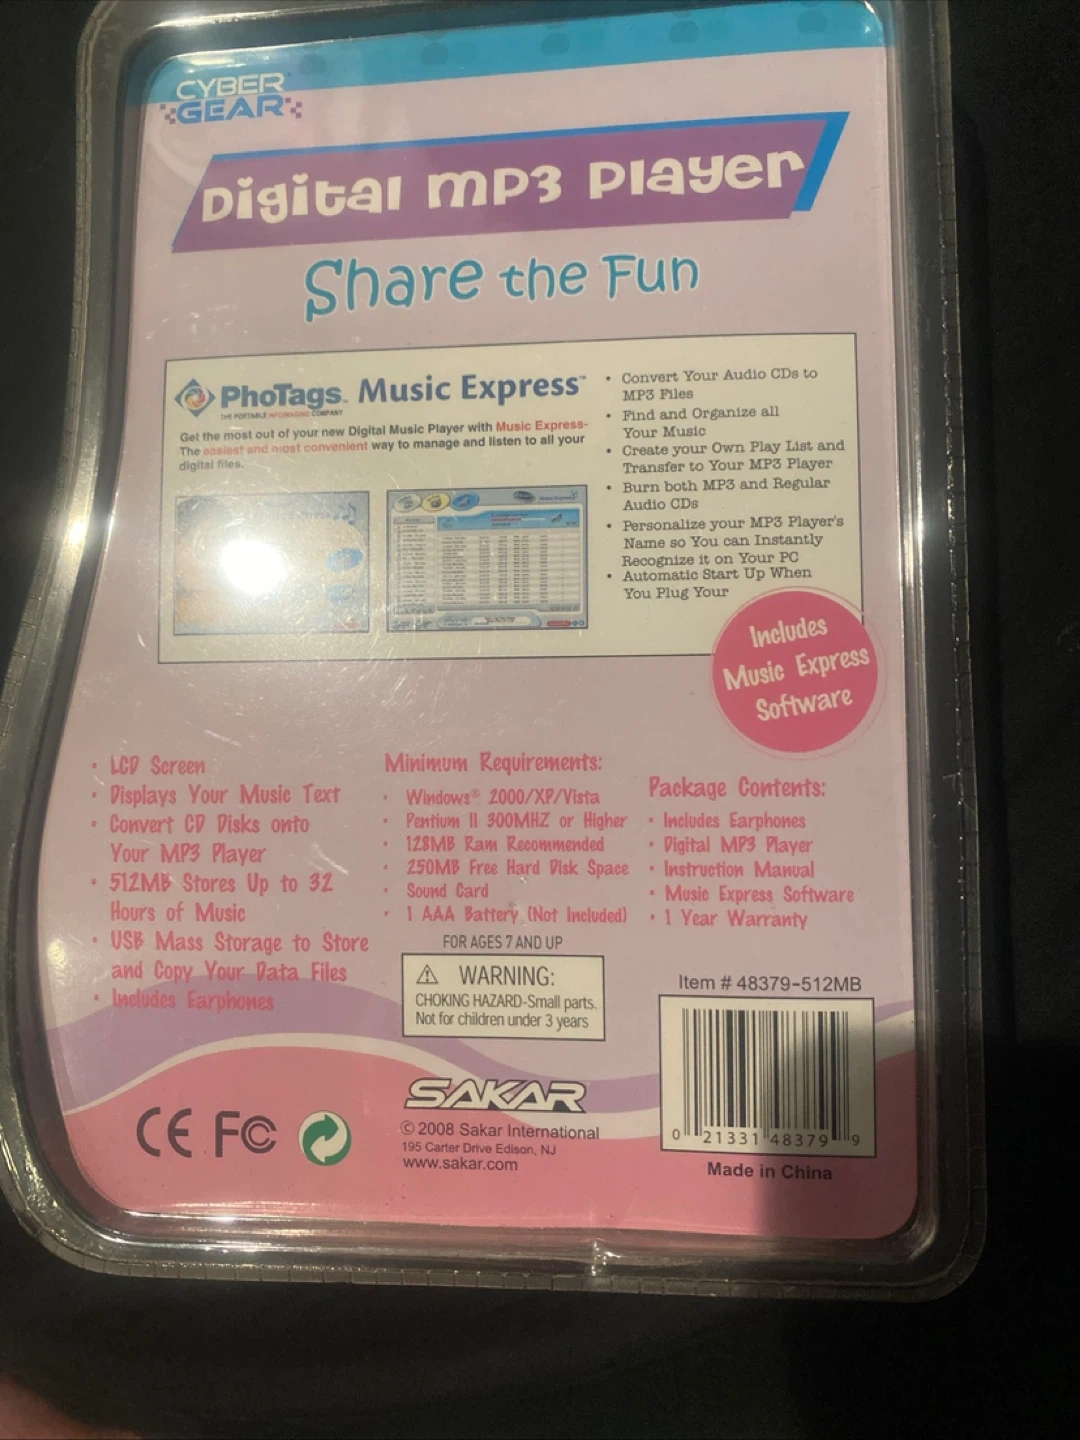 CYBER
GEAR
Digital MP3 Player
Share the Fun
PhoTags™ Music Express™
THE PORTABLE INFOIMAGING COMPANY
Get the most out of your new Digital Music Player with Music Express-
The easiest and most convenient way to manage and listen to all your
digital files.
• Convert Your Audio CDs to
MP3 Files
• Find and Organize all
Your Music
• Create your Own Play List and
Transfer to Your MP3 Player
• Burn both MP3 and Regular
Audio CDs
• Personalize your MP3 Player's
Name so You can Instantly
Recognize it on Your PC
• Automatic Start Up When
You Plug Your
Includes
Music Express
Software
• LCD Screen
• Displays Your Music Text
• Convert CD Disks onto
Your MP3 Player
• 512MB Stores Up to 32
Hours of Music
• USB Mass Storage to Store
and Copy Your Data Files
• Includes Earphones
Minimum Requirements:
• Windows® 2000/XP/Vista
• Pentium II 300MHZ or Higher
• 128MB Ram Recommended
• 250MB Free Hard Disk Space
• Sound Card
• 1 AAA Battery (Not Included)
FOR AGES 7 AND UP
⚠ WARNING:
CHOKING HAZARD-Small parts.
Not for children under 3 years
Package Contents:
• Includes Earphones
• Digital MP3 Player
• Instruction Manual
• Music Express Software
• 1 Year Warranty
Item # 48379-512MB
0 21331 48379 9
Made in China
CE FC
SAKAR
© 2008 Sakar International
195 Carter Drive Edison, NJ
www.sakar.com